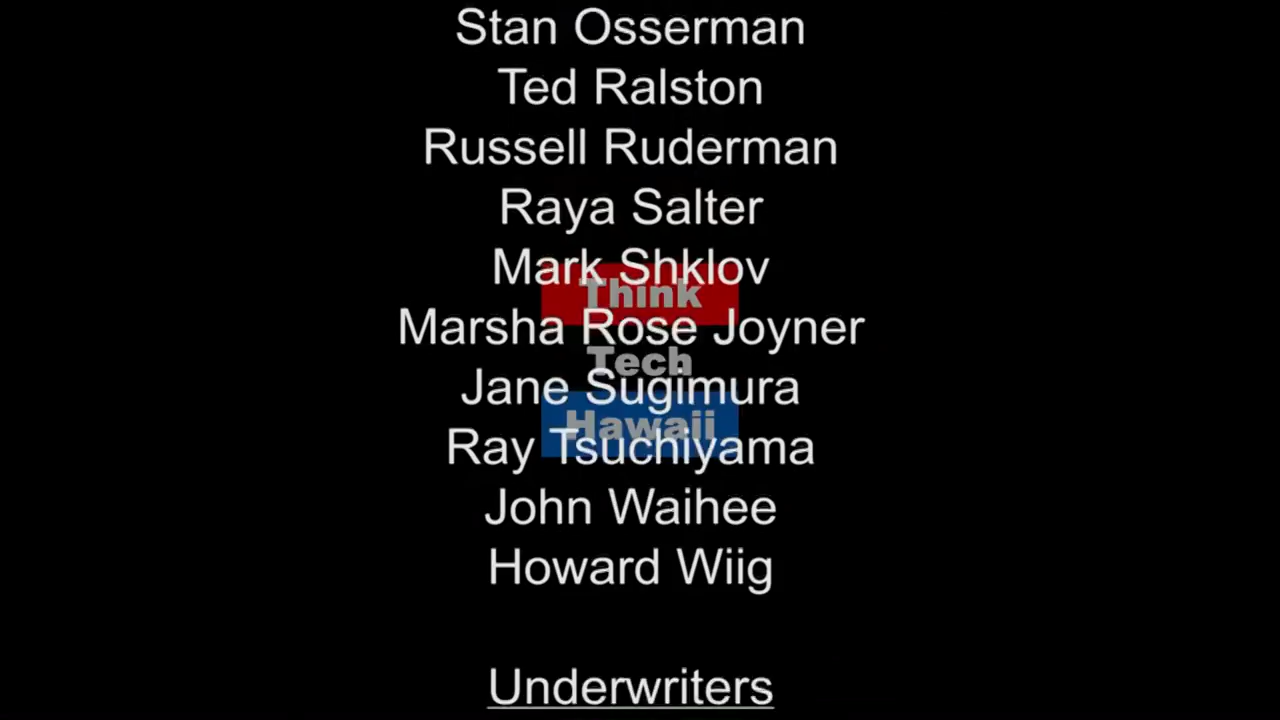 Stan Osserman
Ted Ralston
Russell Ruderman
Raya Salter
Mark Shklov
Think
Marsha Rose Joyner
Tech
Jane Sugimura
Hawaii
Ray Tsuchiyama
John Waihee
Howard Wiig
Underwriters